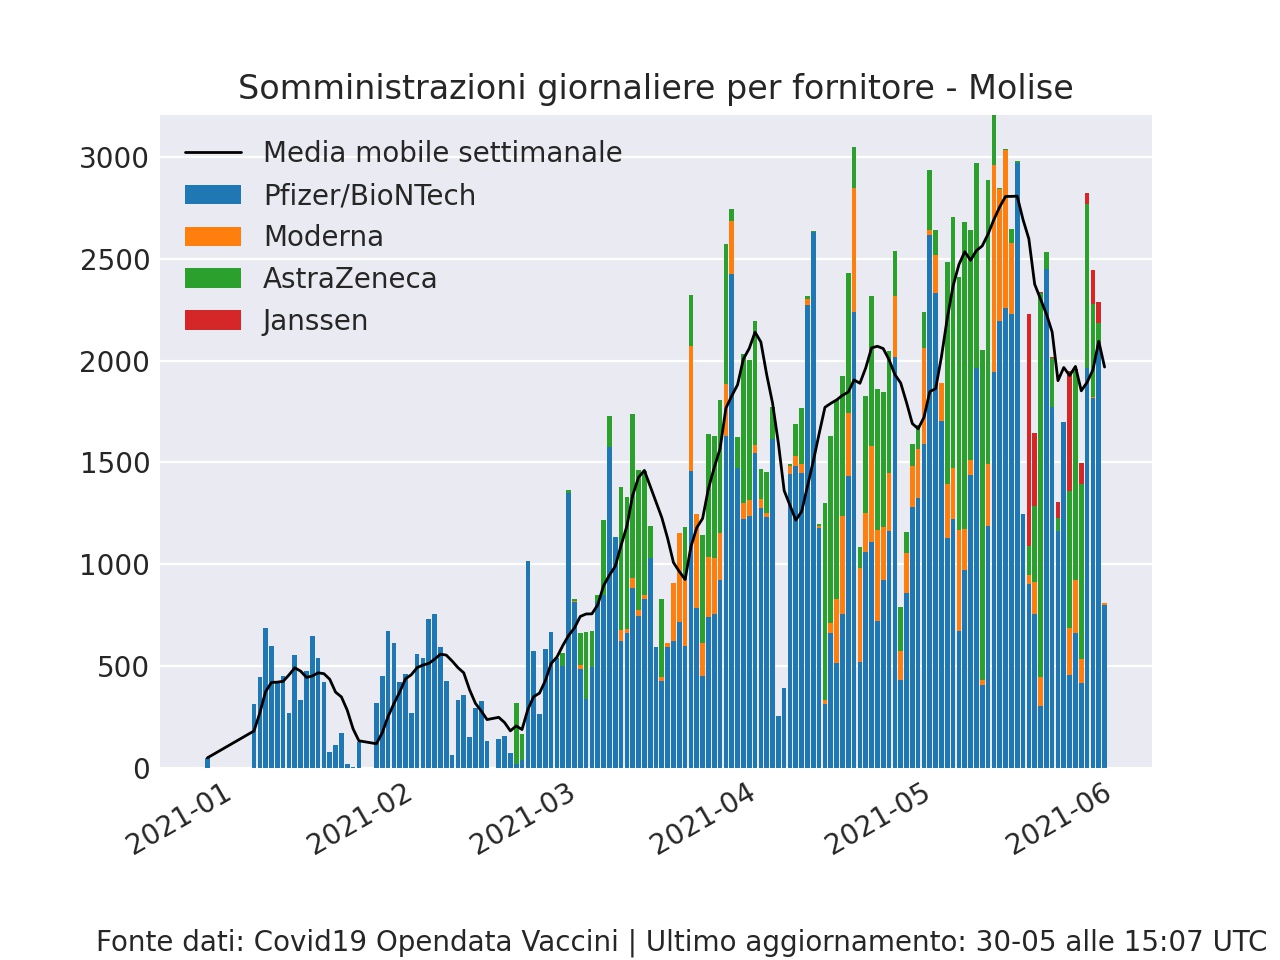 Somministrazioni giornaliere per fornitore - Molise
Media mobile settimanale
Pfizer/BioNTech
Moderna
AstraZeneca
Janssen
3000
2500
2000
1500
1000
500
0
2021-01
2021-02
2021-03
2021-04
2021-05
2021-06
Fonte dati: Covid19 Opendata Vaccini | Ultimo aggiornamento: 30-05 alle 15:07 UTC